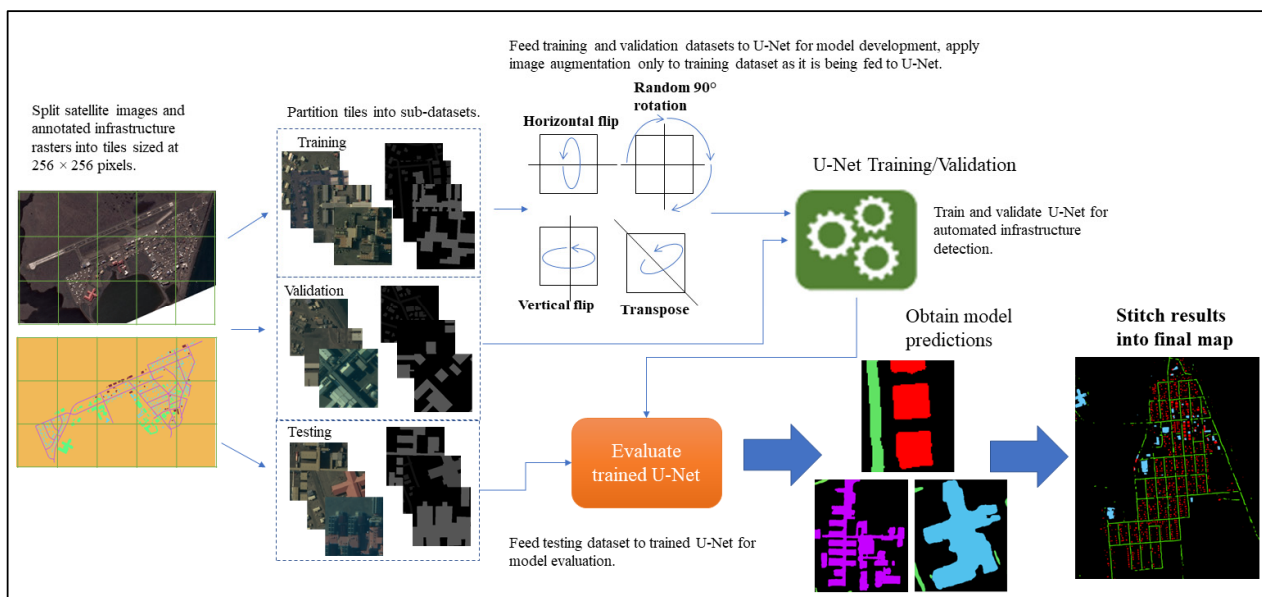 Feed training and validation datasets to U-Net for model development, apply
image augmentation only to training dataset as it is being fed to U-Net.
Split satellite images and
annotated infrastructure
rasters into tiles sized at
256 × 256 pixels.
Partition tiles into sub-datasets.
Training
Validation
Testing
Horizontal flip
Random 90°
rotation
Vertical flip
Transpose
U-Net Training/Validation
Train and validate U-Net for
automated infrastructure
detection.
Evaluate
trained U-Net
Feed testing dataset to trained U-Net for
model evaluation.
Obtain model
predictions
Stitch results
into final map